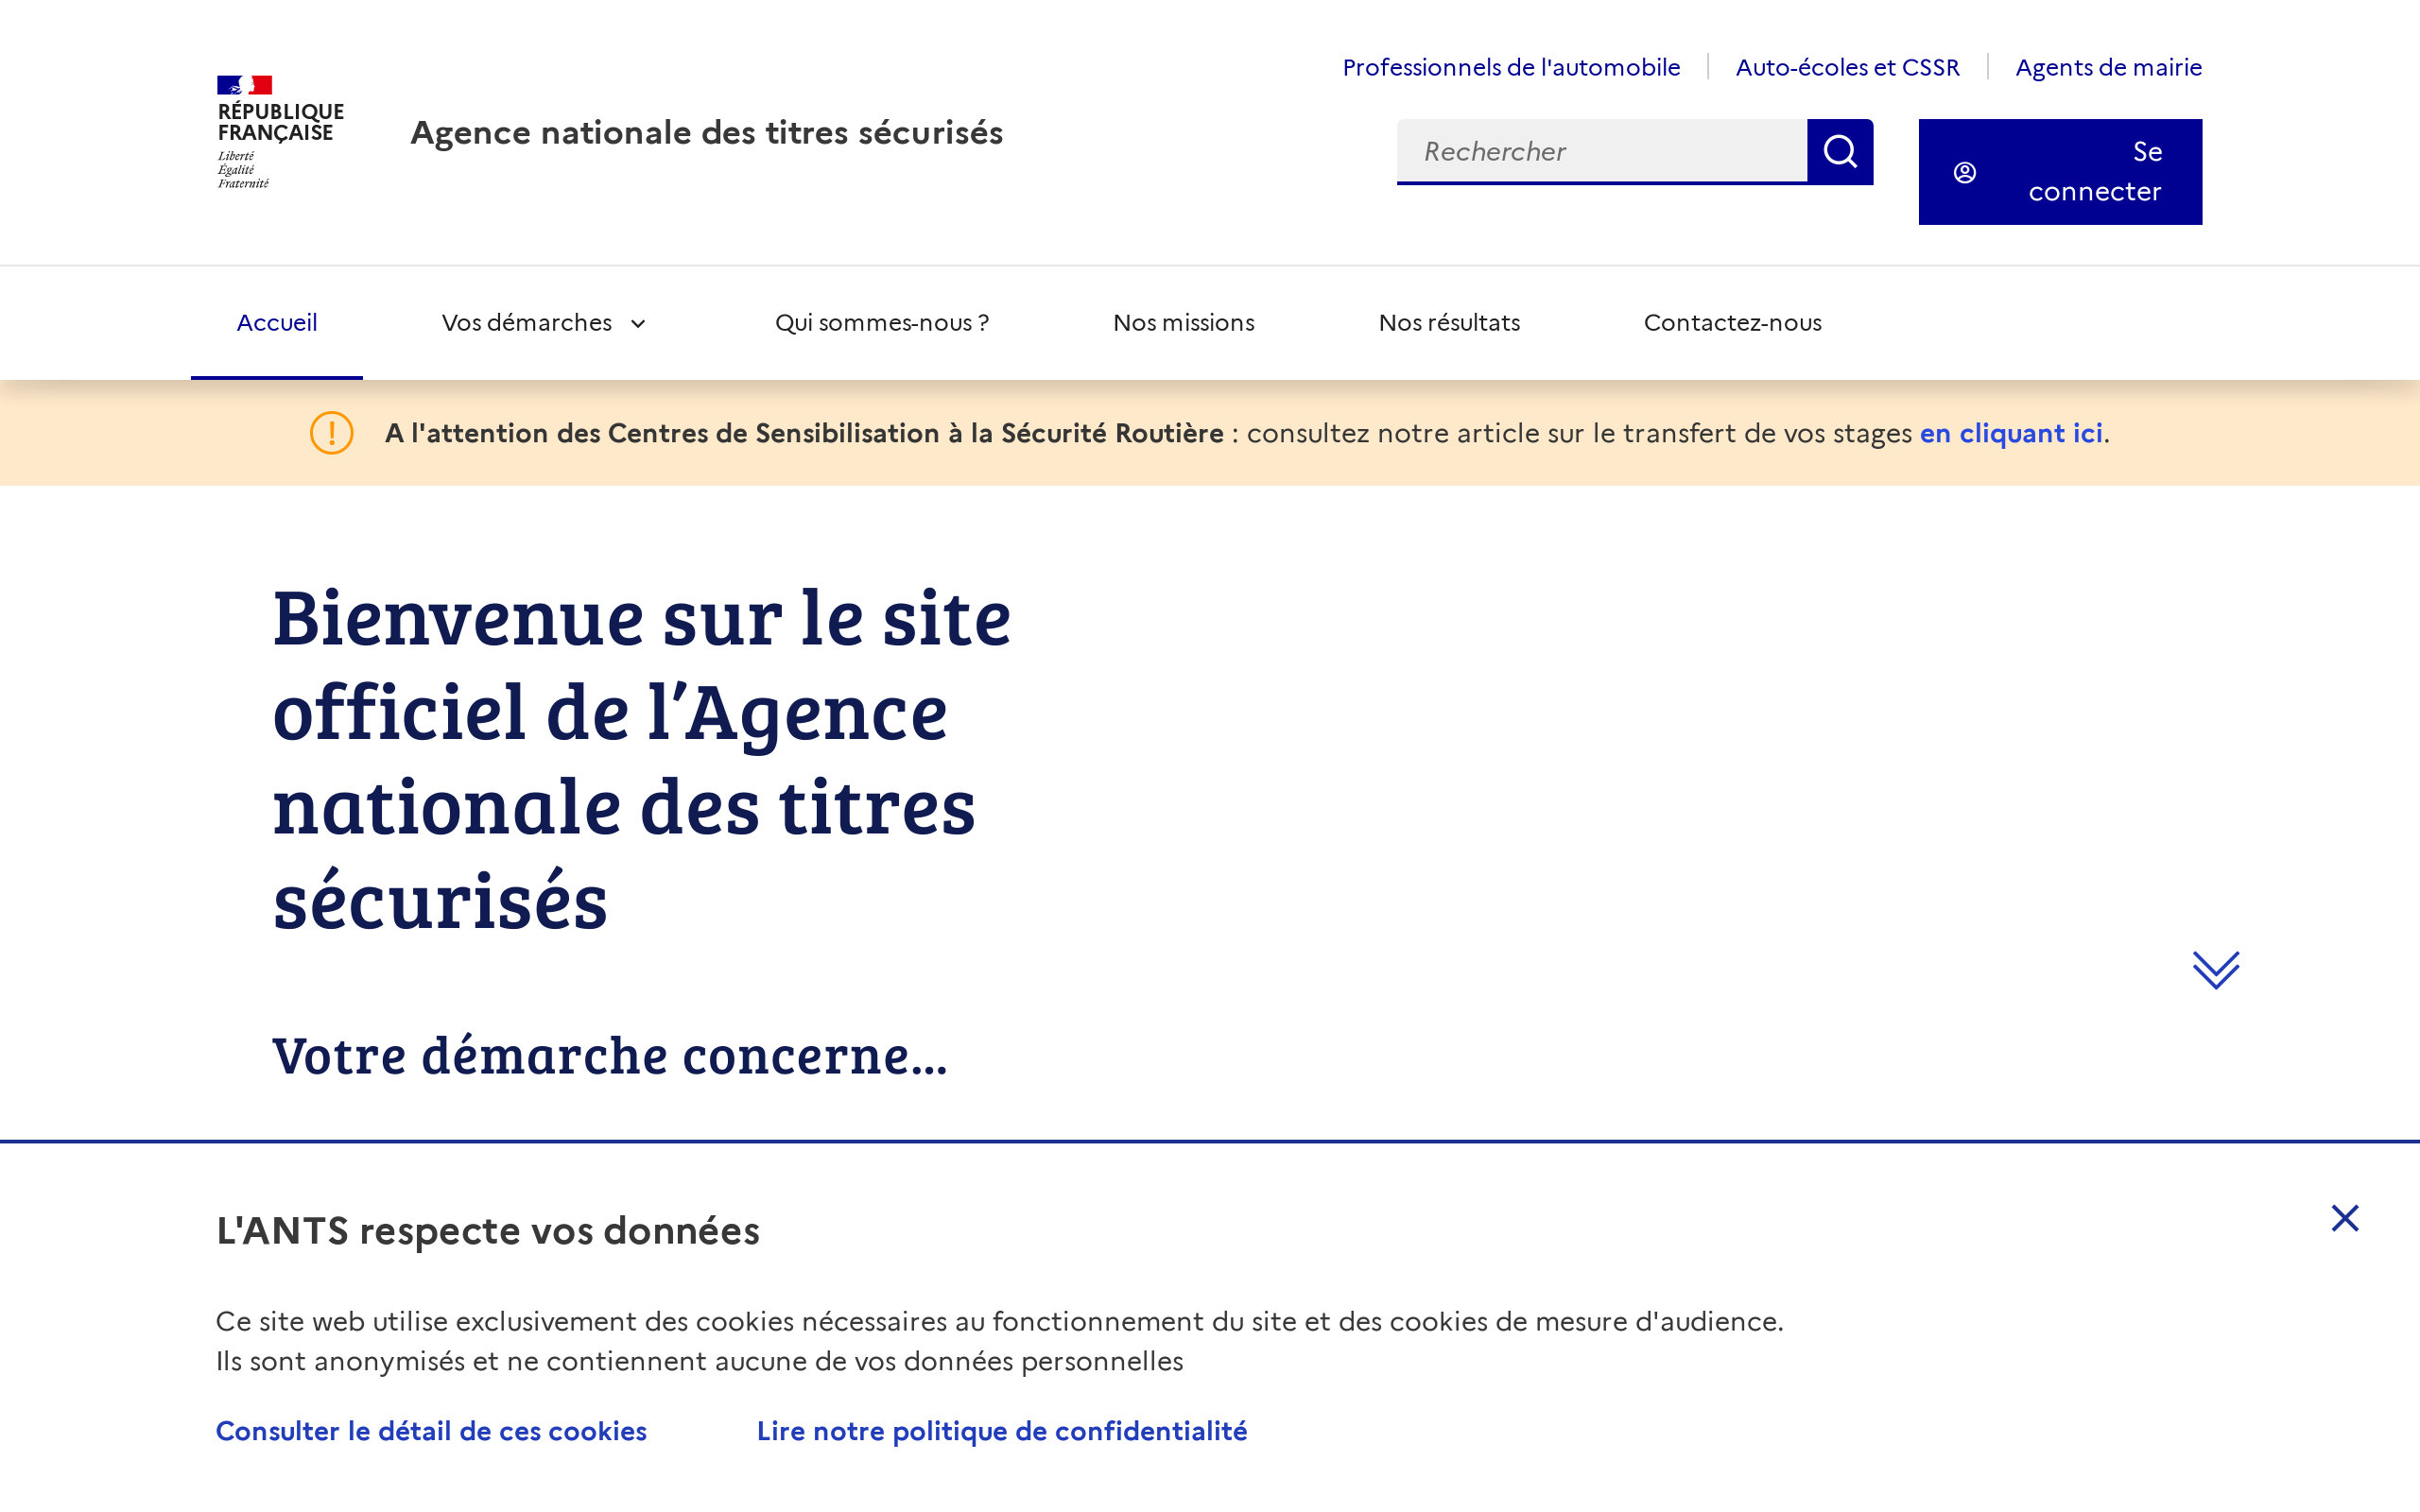 RÉPUBLIQUE
FRANÇAISE
Liberté
Égalité
Fraternité
Agence nationale des titres sécurisés
Professionnels de l'automobile
Auto-écoles et CSSR
Agents de mairie
Rechercher
Se
connecter
Accueil
Vos démarches
Qui sommes-nous ?
Nos missions
Nos résultats
Contactez-nous
A l'attention des Centres de Sensibilisation à la Sécurité Routière : consultez notre article sur le transfert de vos stages en cliquant ici.
Bienvenue sur le site
officiel de l’Agence
nationale des titres
sécurisés
Votre démarche concerne...
L'ANTS respecte vos données
Ce site web utilise exclusivement des cookies nécessaires au fonctionnement du site et des cookies de mesure d'audience.
Ils sont anonymisés et ne contiennent aucune de vos données personnelles
Consulter le détail de ces cookies
Lire notre politique de confidentialité